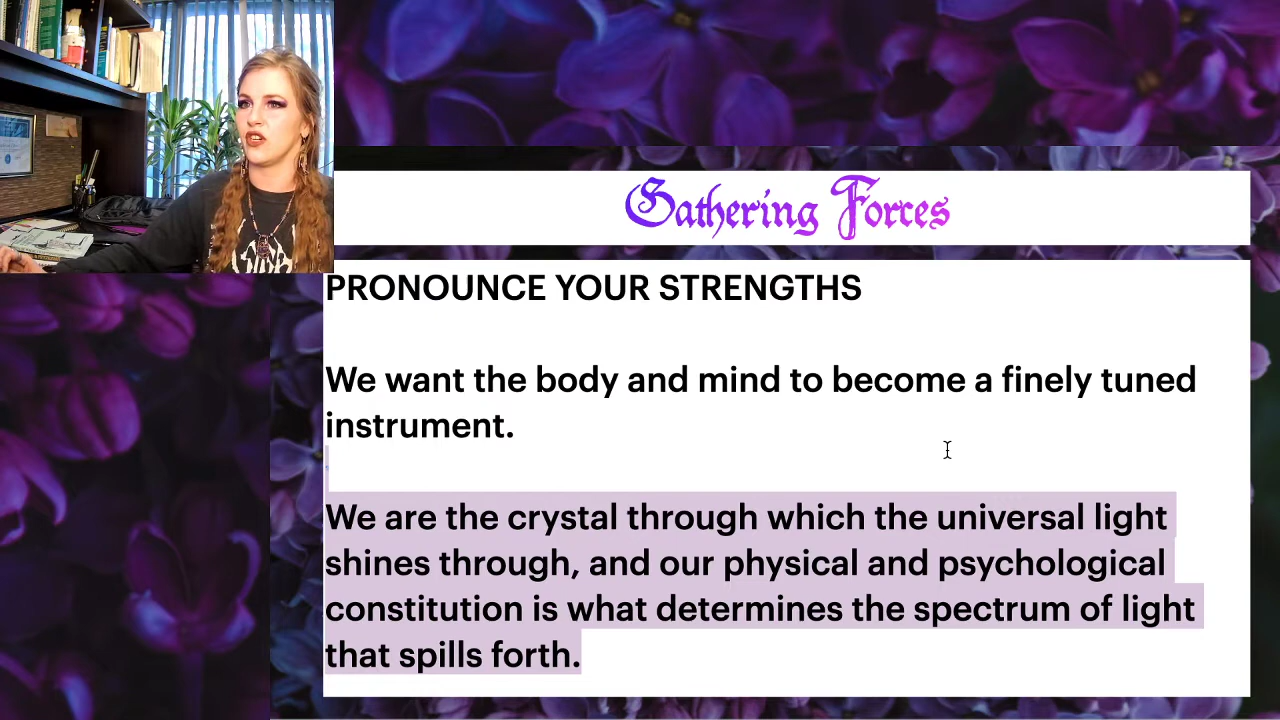 Gathering Forces
PRONOUNCE YOUR STRENGTHS
We want the body and mind to become a finely tuned
instrument.
We are the crystal through which the universal light
shines through, and our physical and psychological
constitution is what determines the spectrum of light
that spills forth.